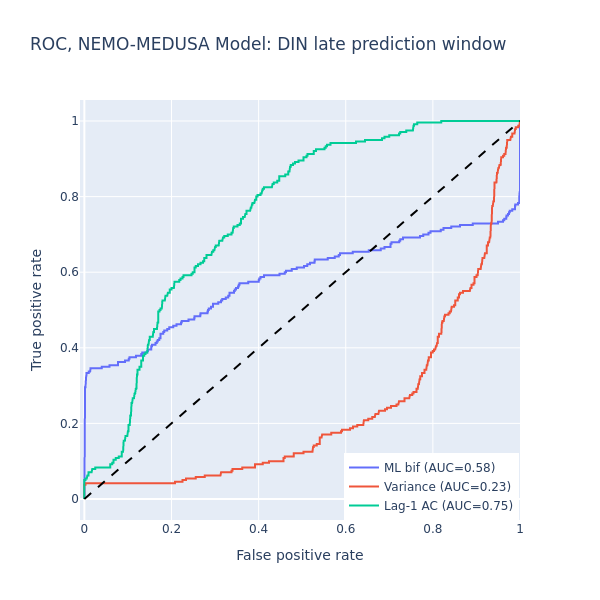 ROC, NEMO-MEDUSA Model: DIN late prediction window
True positive rate
1
0.8
0.6
0.4
0.2
0
0 0.2 0.4 0.6 0.8 1
False positive rate
ML bif (AUC=0.58)
Variance (AUC=0.23)
Lag-1 AC (AUC=0.75)